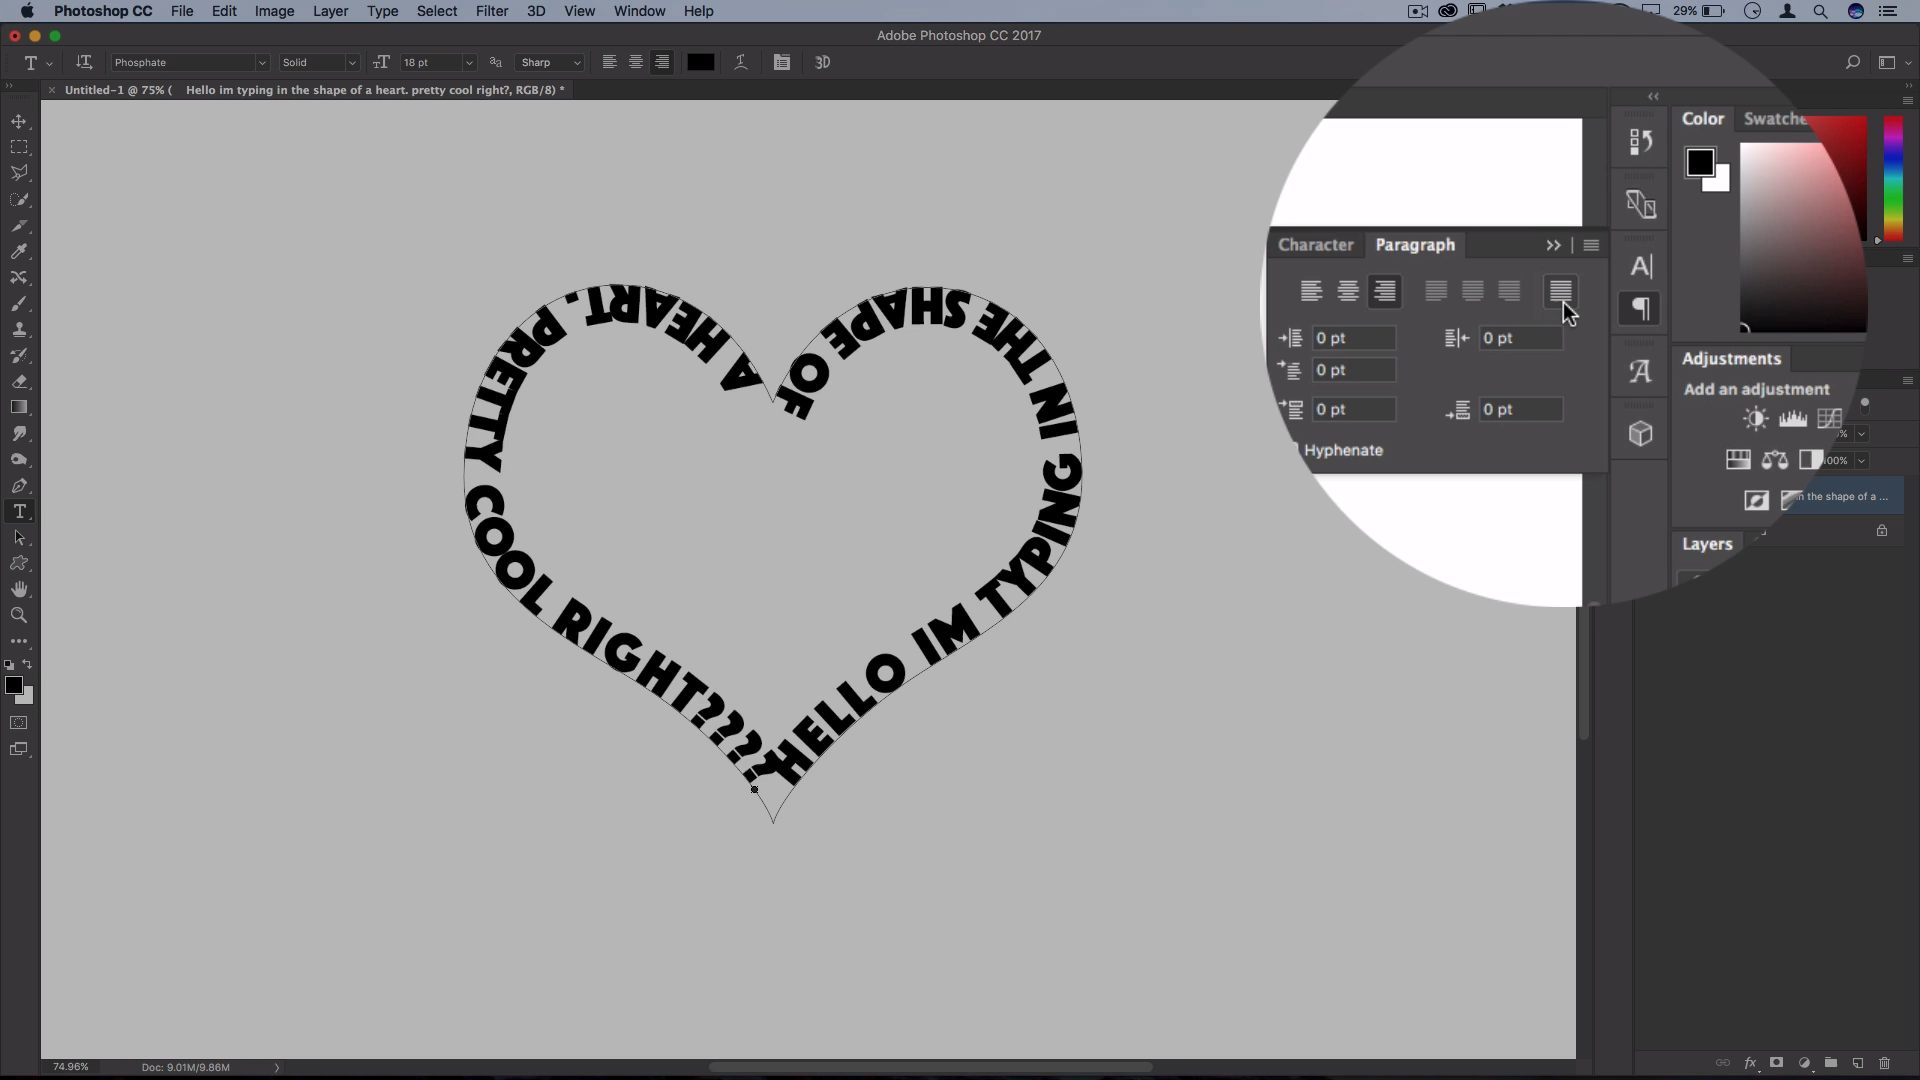 Photoshop CC File Edit Image Layer Type Select Filter 3D View Window Help
29%
Adobe Photoshop CC 2017
T Phosphate Solid 18 pt Sharp 3D
Untitled-1 @ 75% ( Hello im typing in the shape of a heart. pretty cool right?, RGB/8) *
Color Swatche
Character Paragraph
0 pt 0 pt
0 pt
0 pt 0 pt
Hyphenate
Adjustments
Add an adjustment
%
100%
n the shape of a ...
Layers
HELLO IM TYPING IN THE SHAPE OF A HEART. PRETTY COOL RIGHT????
74.96% Doc: 9.01M/9.86M
fx